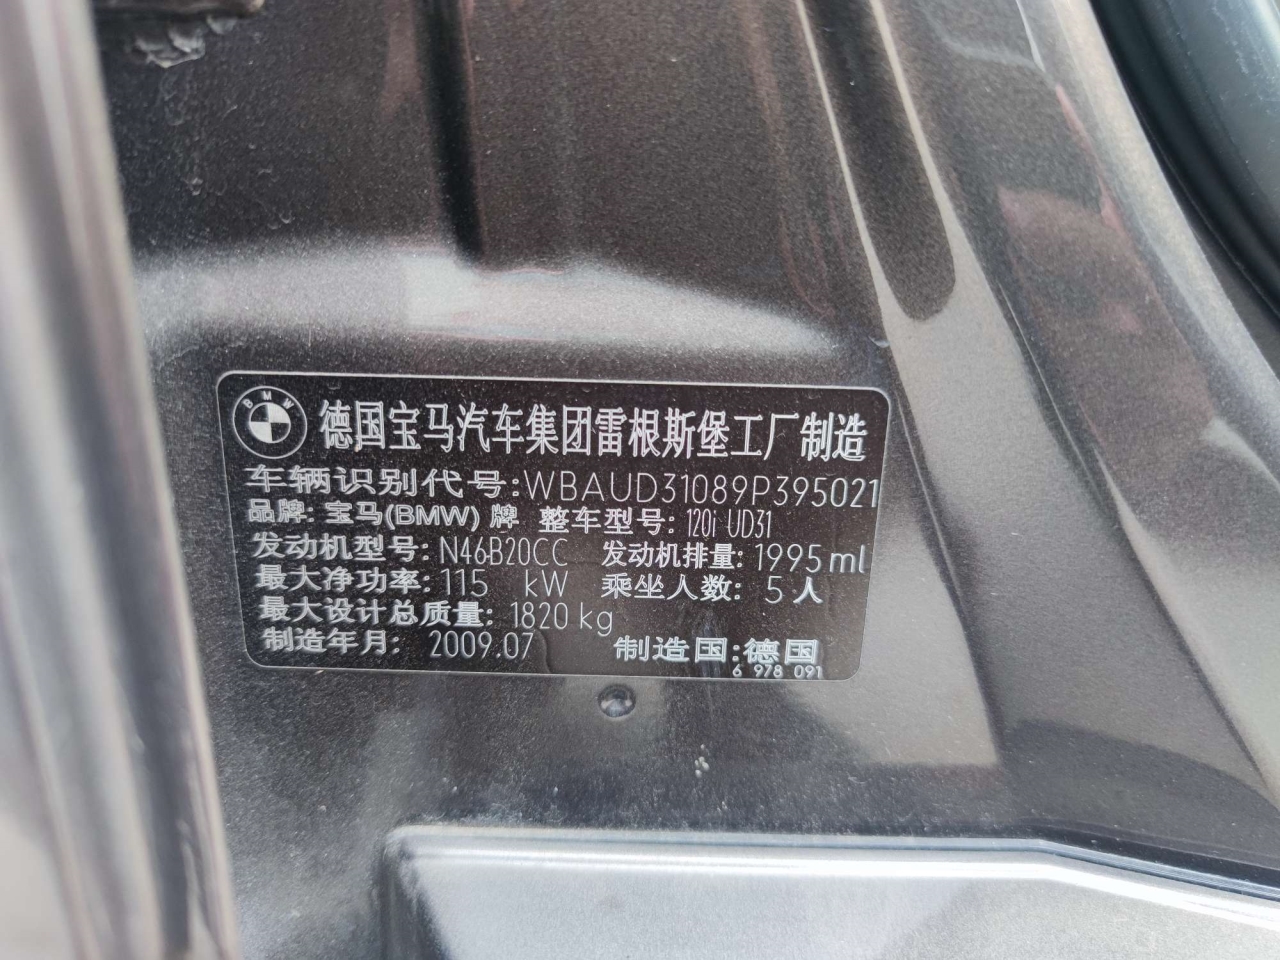 BMW
德国宝马汽车集团雷根斯堡工厂制造
车辆识别代号:WBAUD31089P395021
品牌: 宝马(BMW) 牌 整车型号: 120i UD31
发动机型号: N46B20CC 发动机排量: 1995 ml
最大净功率: 115 kW 乘坐人数: 5 人
最大设计总质量: 1820 kg
制造年月: 2009.07 制造国:德国
6 978 091